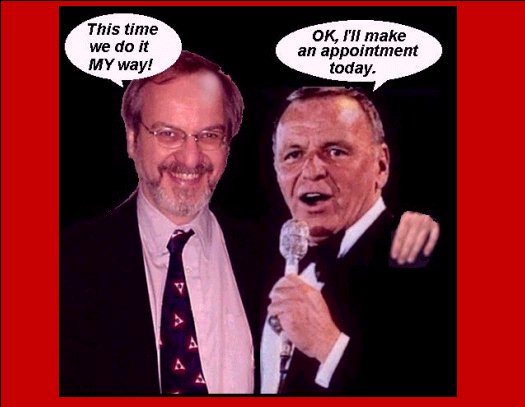 This time
we do it
MY way!
OK, I'll make
an appointment
today.